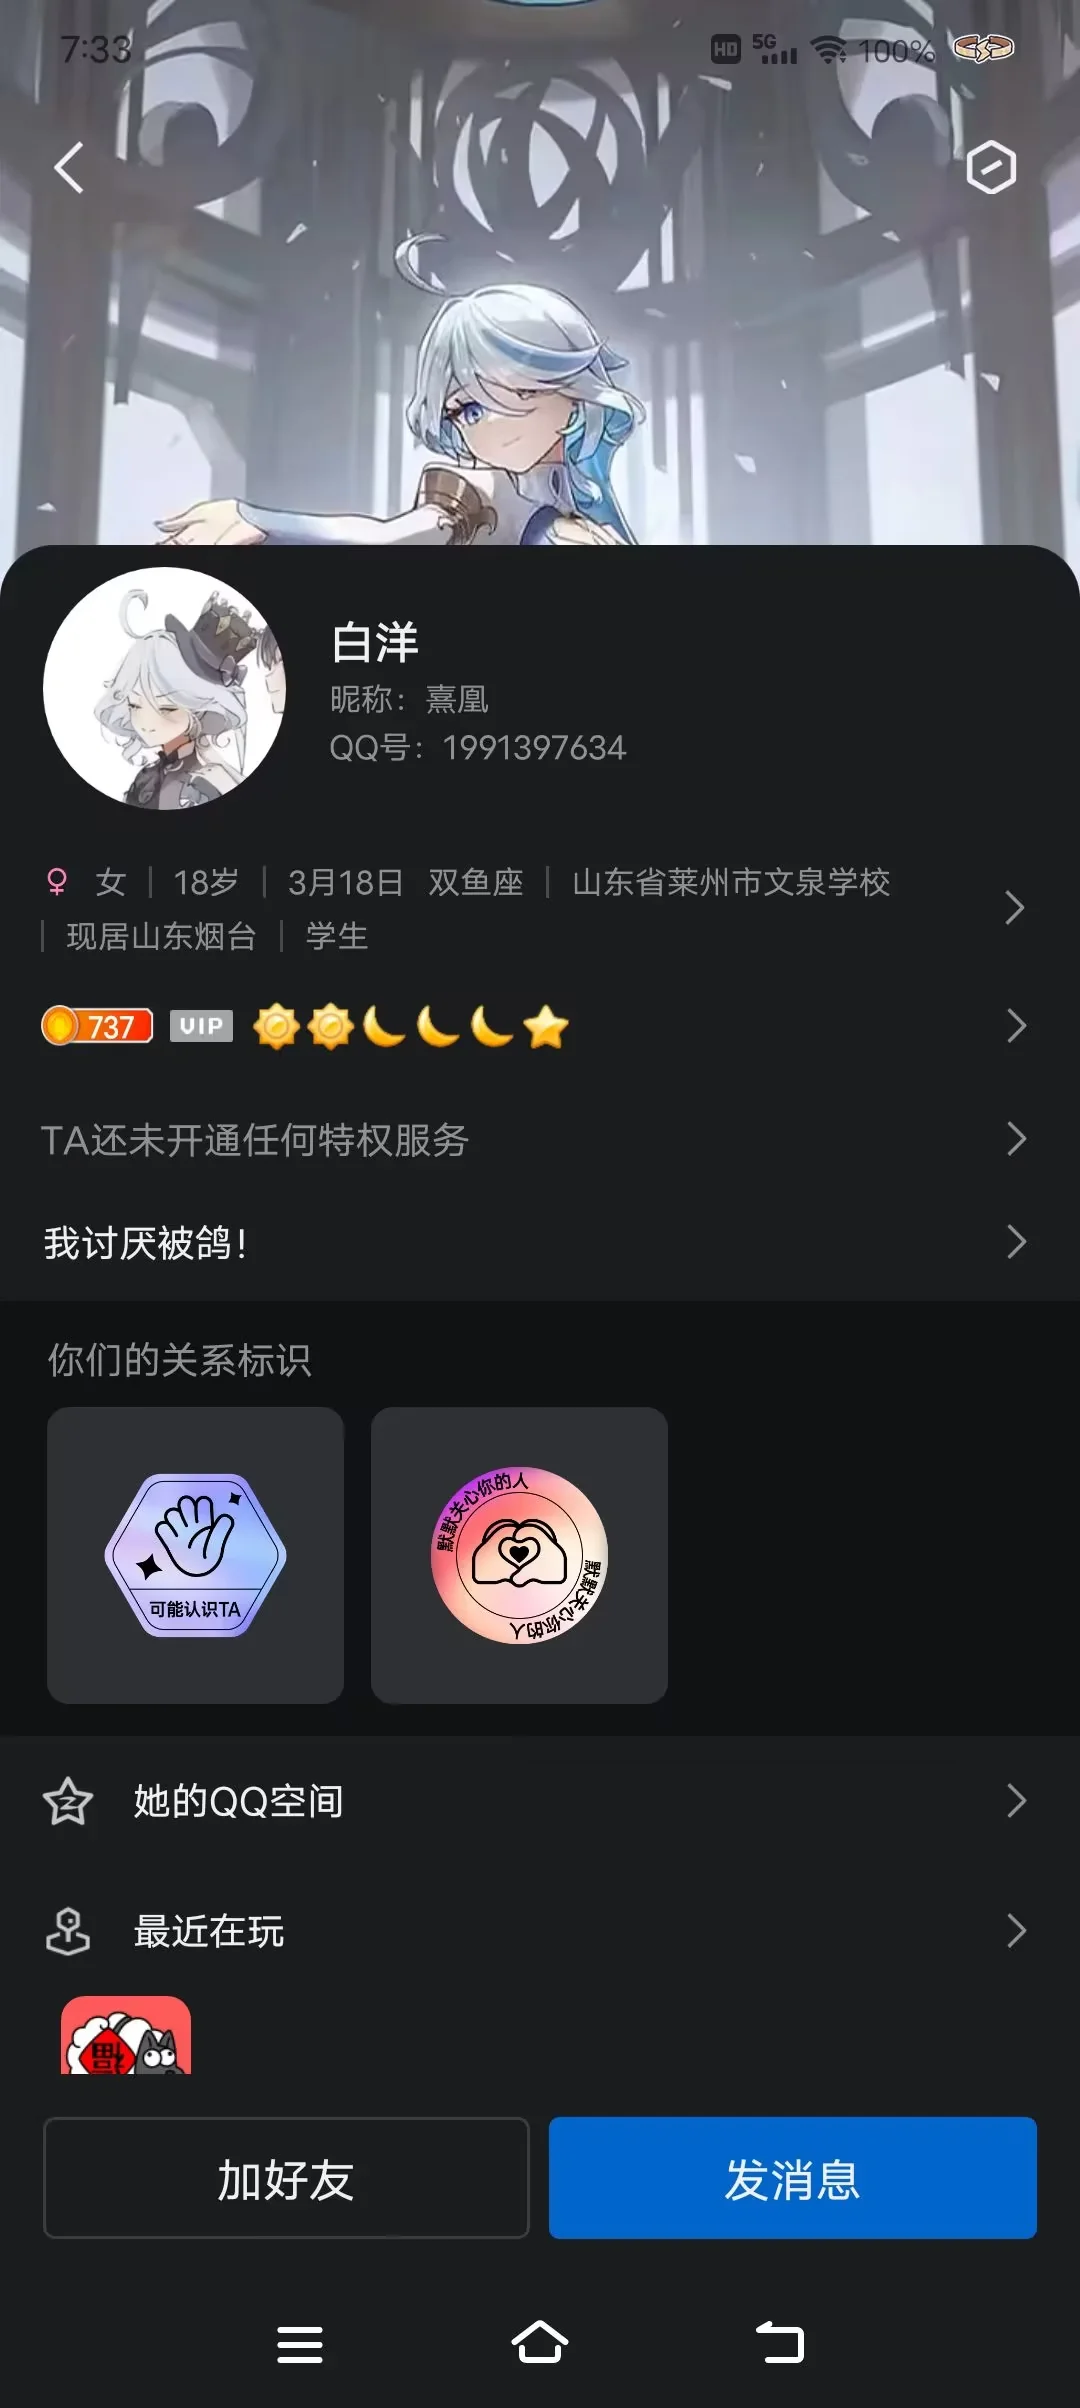 7:33 HD 5G 100%
白洋
昵称：熹凰
QQ号：1991397634
女 | 18岁 | 3月18日 双鱼座 | 山东省莱州市文泉学校
| 现居山东烟台 | 学生
737 VIP
TA还未开通任何特权服务
我讨厌被鸽！
你们的关系标识
可能认识TA
默默关心你的人
默默关心你的人
她的QQ空间
最近在玩
福
加好友
发消息